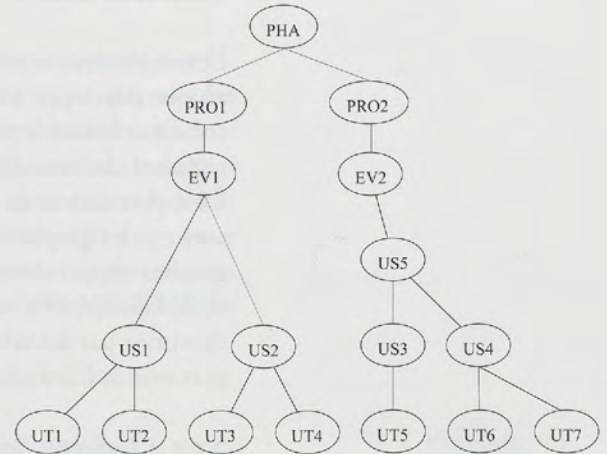 PHA
PRO1 PRO2
EV1 EV2
US5
US1 US2 US3 US4
UT1 UT2 UT3 UT4 UT5 UT6 UT7